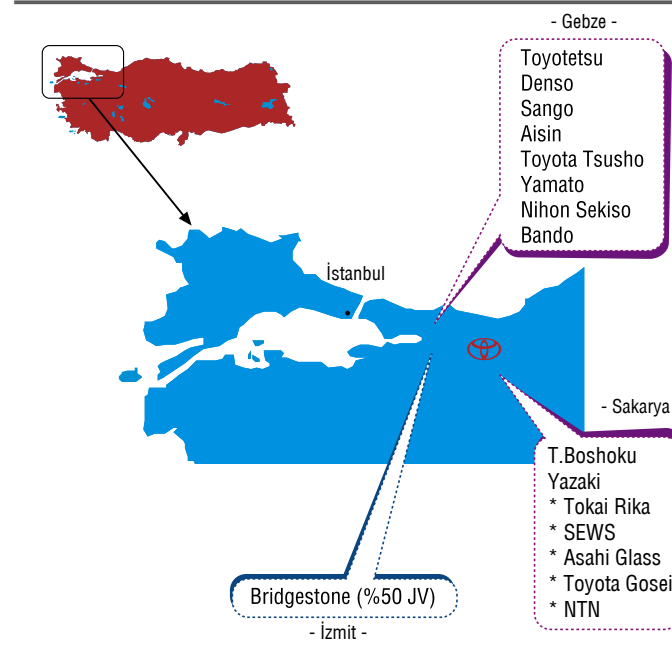 - Gebze -
Toyotetsu
Denso
Sango
Aisin
Toyota Tsusho
Yamato
Nihon Sekiso
Bando
İstanbul
- Sakarya
T.Boshoku
Yazaki
* Tokai Rika
* SEWS
* Asahi Glass
* Toyota Gosei
* NTN
Bridgestone (%50 JV)
- İzmit -